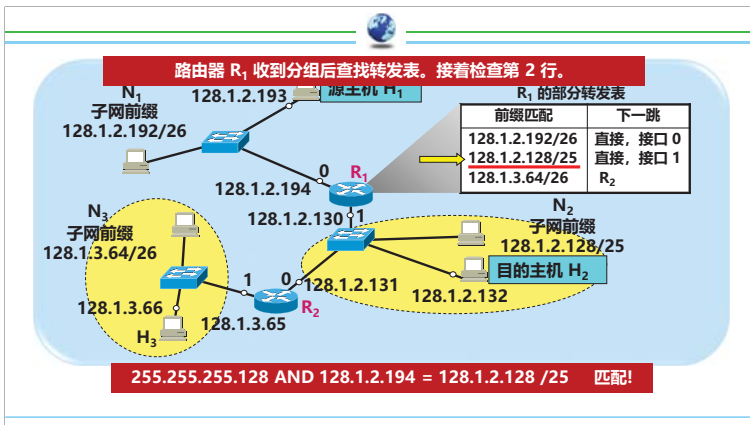 路由器 R1 收到分组后查找转发表。接着检查第 2 行。
N1
子网前缀
128.1.2.192/26
128.1.2.193
源主机 H1
R1 的部分转发表
前缀匹配 下一跳
128.1.2.192/26 直接，接口 0
128.1.2.128/25 直接，接口 1
128.1.3.64/26 R2
0
R1
128.1.2.194
128.1.2.130
1
N2
子网前缀
128.1.2.128/25
目的主机 H2
128.1.2.132
N3
子网前缀
128.1.3.64/26
1
0
128.1.2.131
128.1.3.66
128.1.3.65
R2
H3
255.255.255.128 AND 128.1.2.194 = 128.1.2.128 /25 匹配!